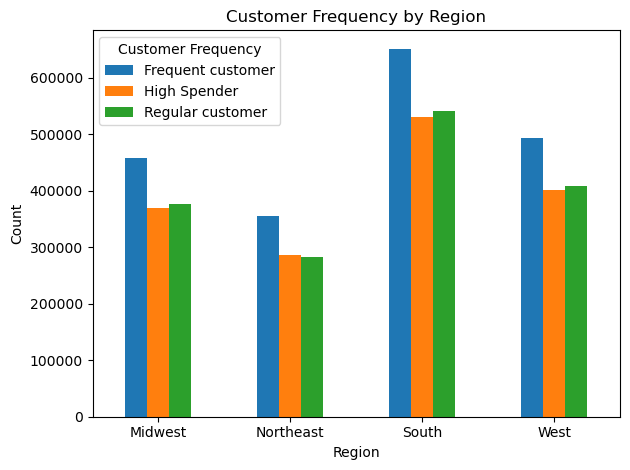 Customer Frequency by Region
Customer Frequency
Frequent customer
High Spender
Regular customer
600000
500000
400000
300000
200000
100000
0
Count
Midwest Northeast South West
Region